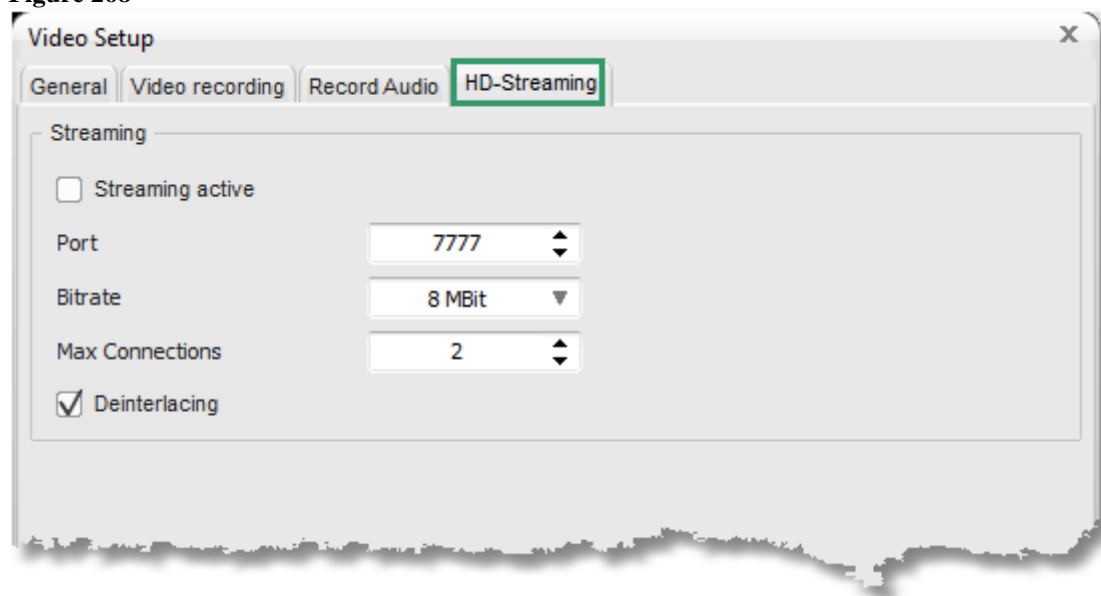 Figure 208
Video Setup
General Video recording Record Audio HD-Streaming
Streaming
Streaming active
Port 7777
Bitrate 8 MBit
Max Connections 2
Deinterlacing